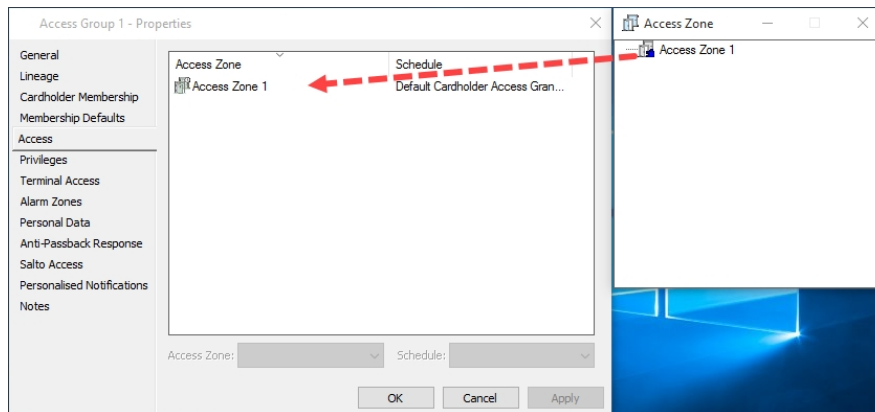 Access Group 1 - Properties
General
Lineage
Cardholder Membership
Membership Defaults
Access
Privileges
Terminal Access
Alarm Zones
Personal Data
Anti-Passback Response
Salto Access
Personalised Notifications
Notes
Access Zone Schedule
Access Zone 1 Default Cardholder Access Gran...
Access Zone: Schedule:
OK Cancel Apply
Access Zone
Access Zone 1